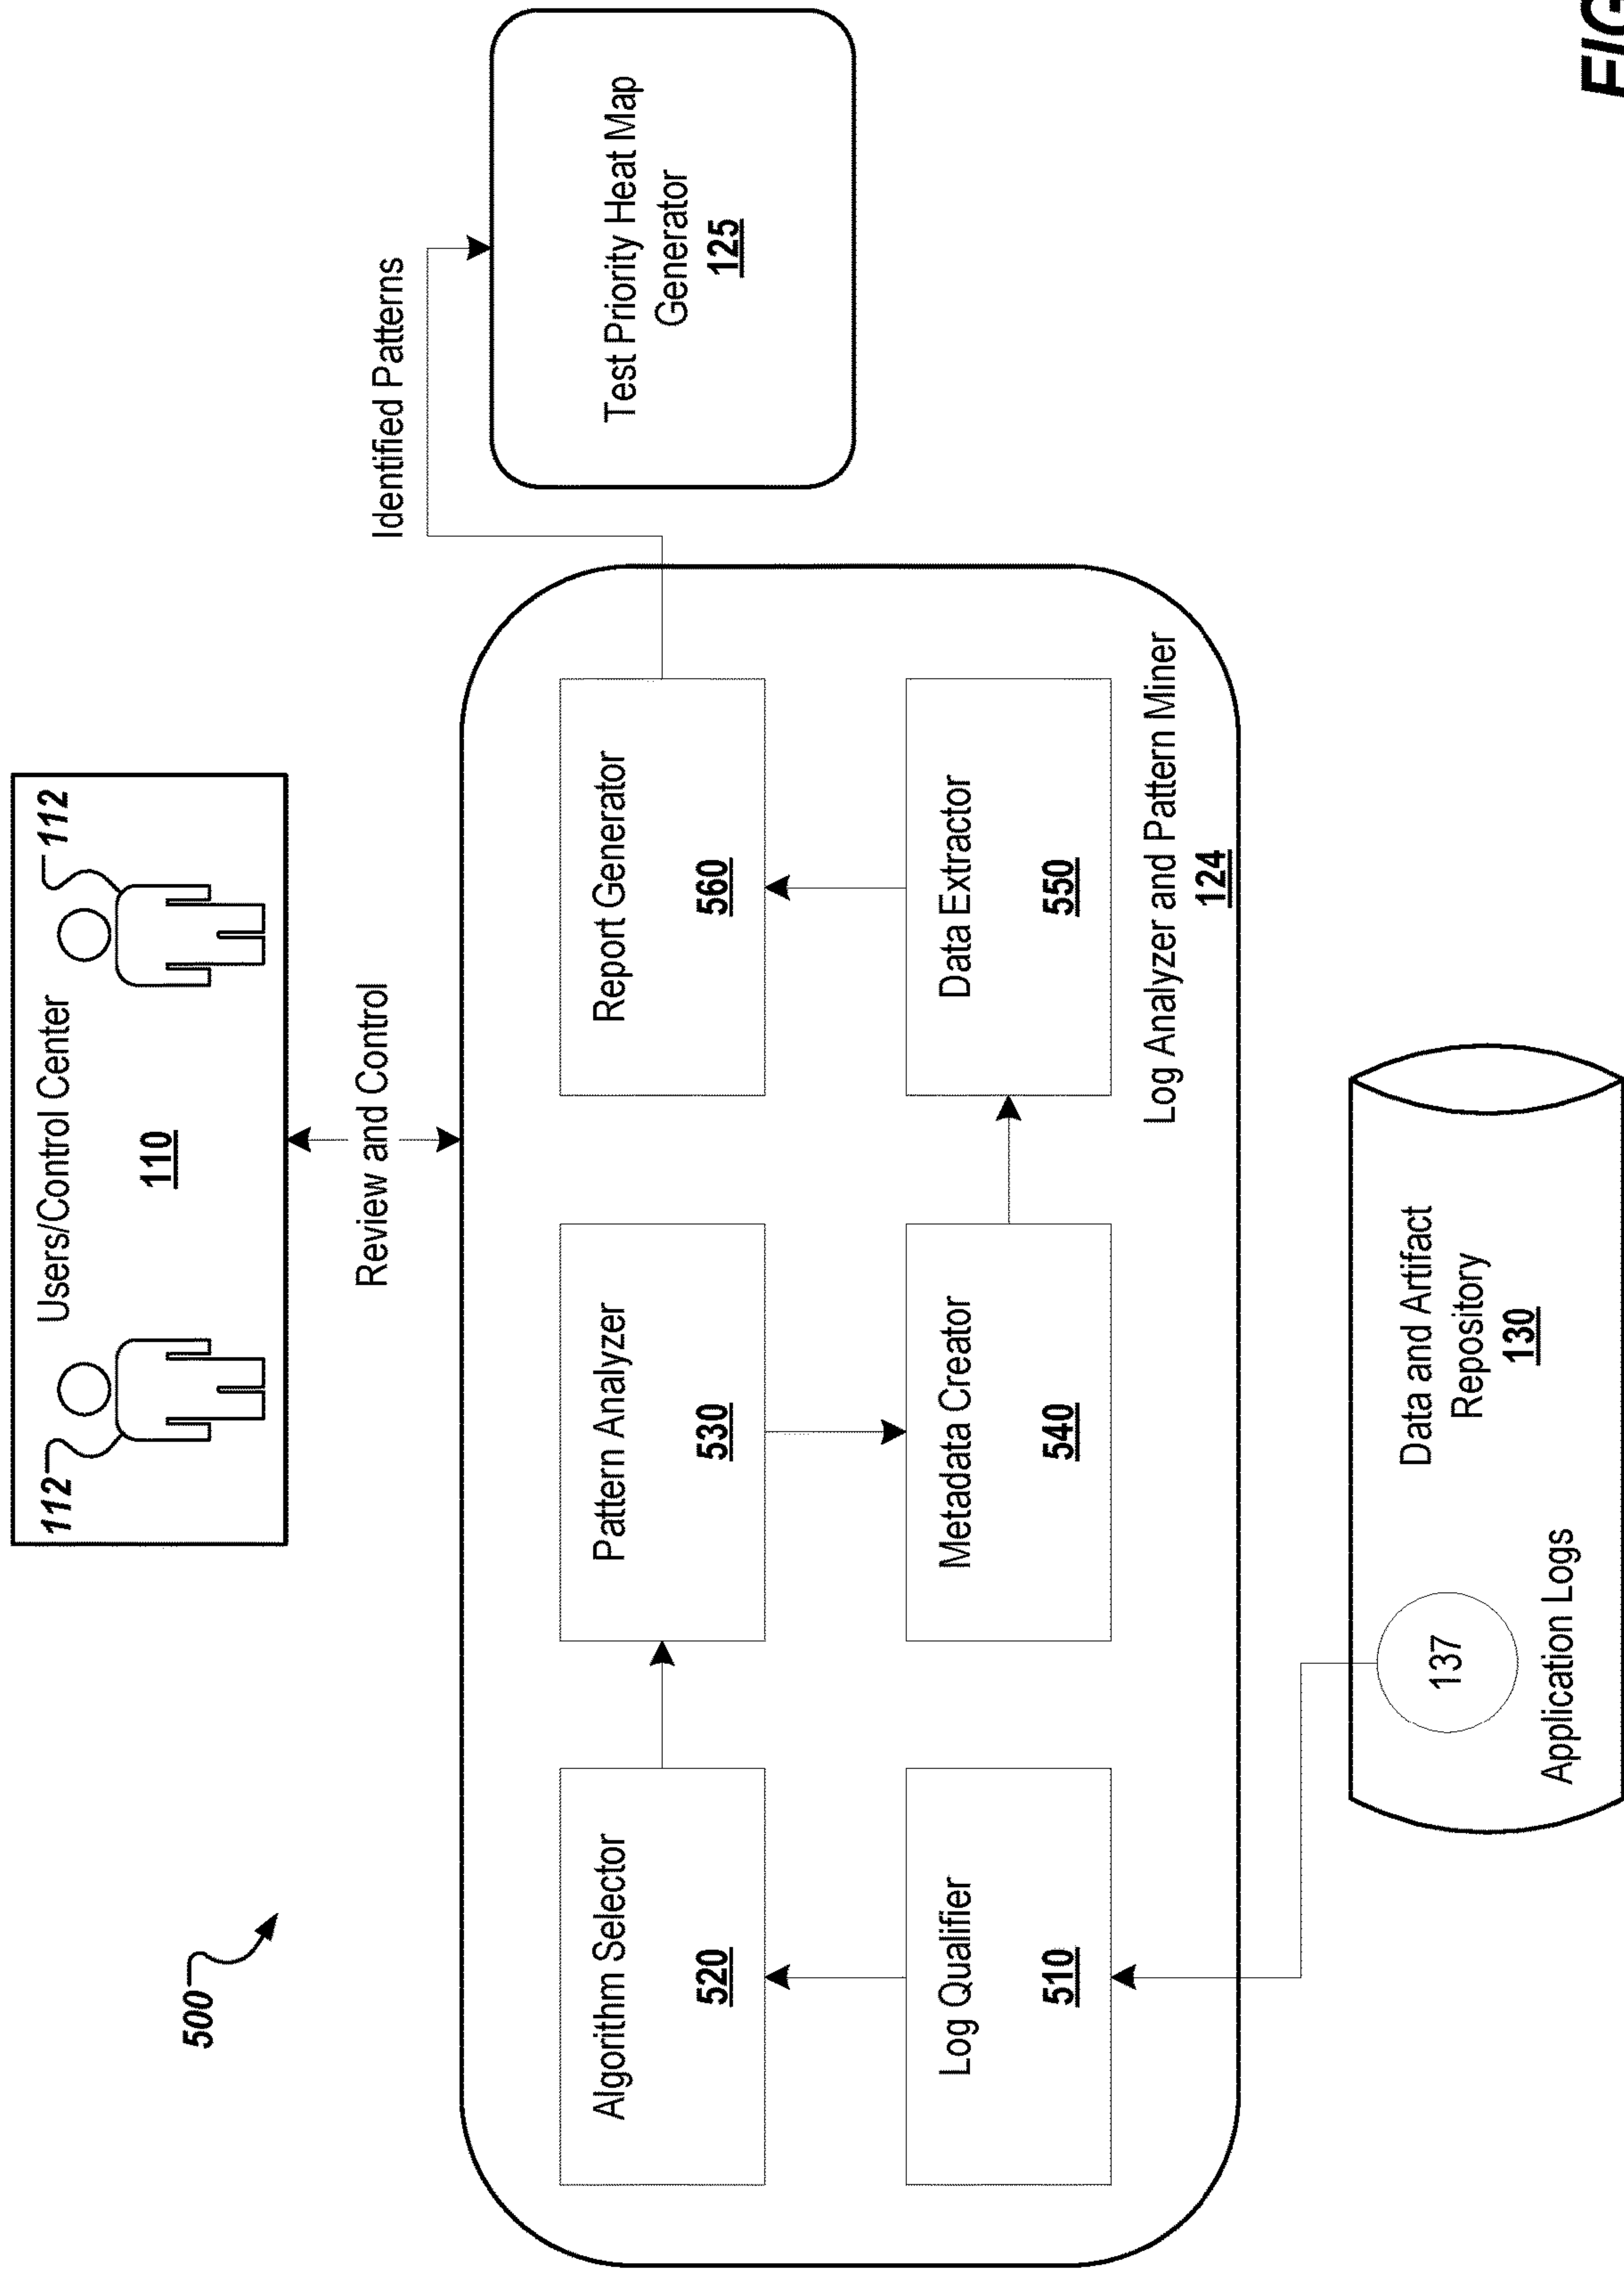 500
Users/Control Center
110
112
112
Review and Control
Algorithm Selector
520
Pattern Analyzer
530
Report Generator
560
Log Qualifier
510
Metadata Creator
540
Data Extractor
550
Log Analyzer and Pattern Miner
124
Identified Patterns
Test Priority Heat Map
Generator
125
137
Application Logs
Data and Artifact
Repository
130